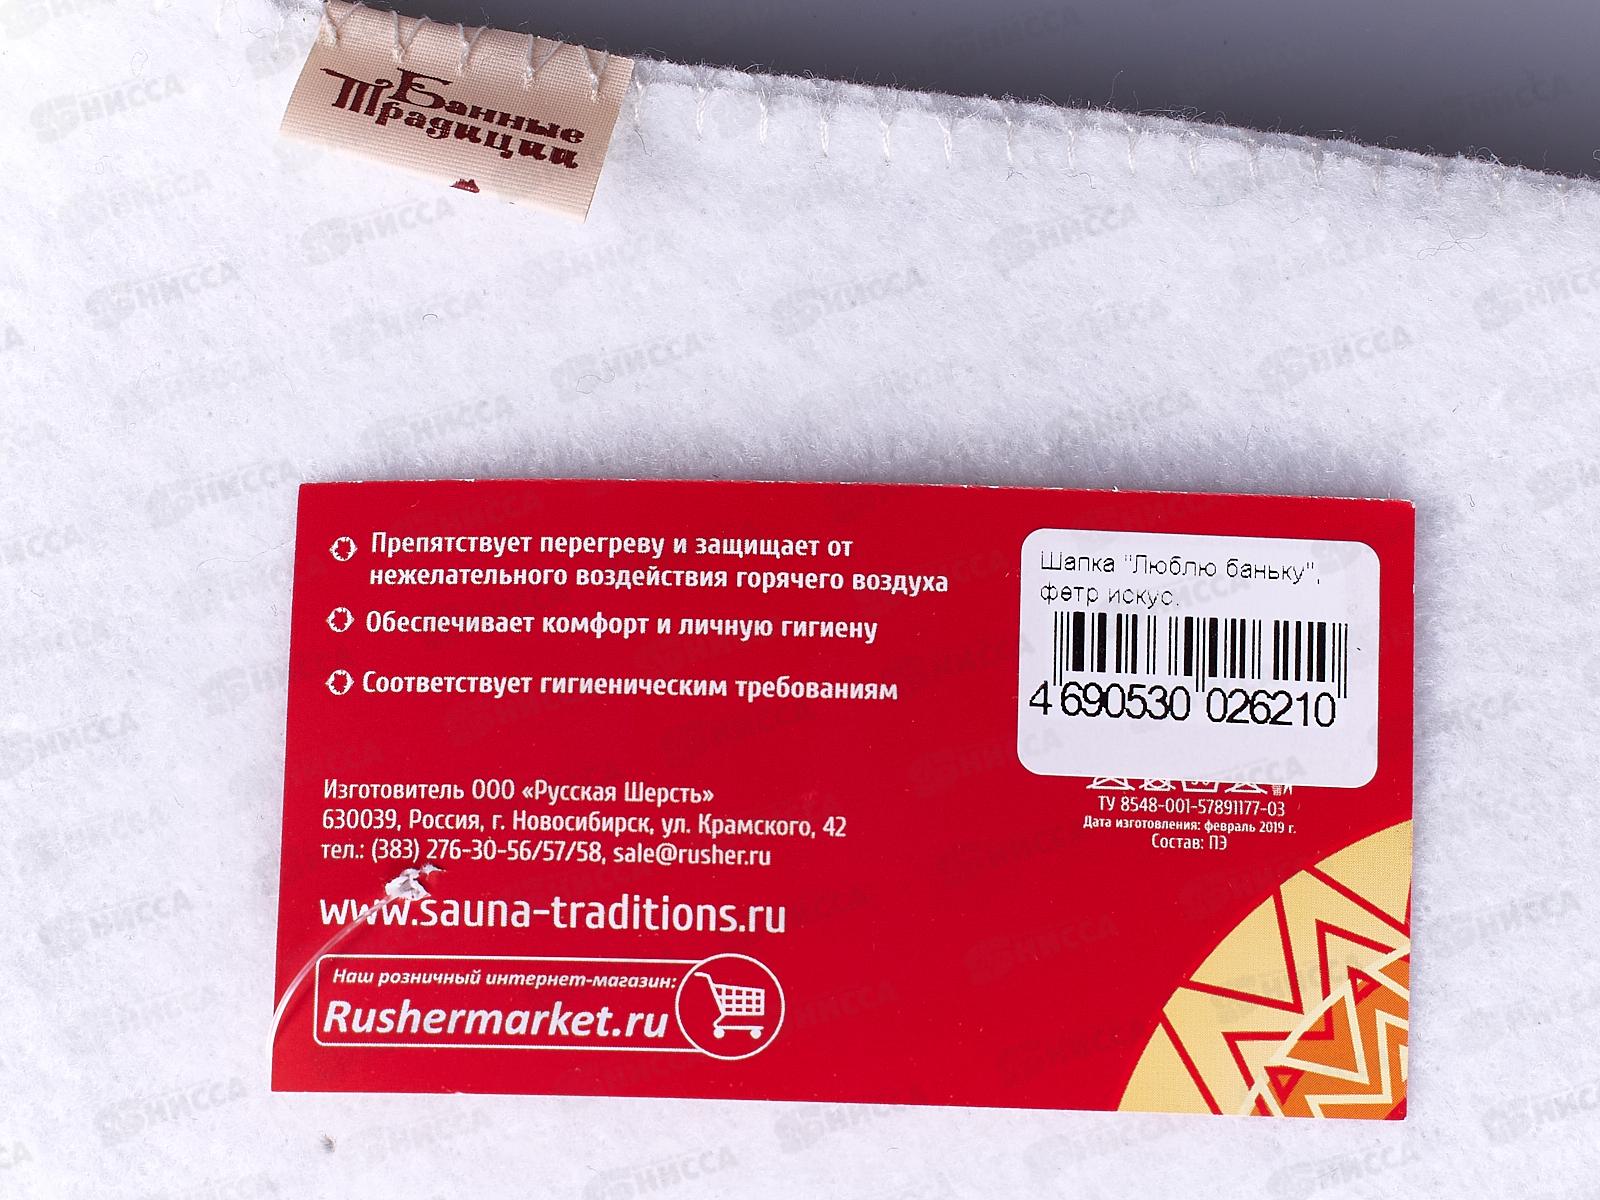 Банные
Традиции
Препятствует перегреву и защищает от
нежелательного воздействия горячего воздуха
Обеспечивает комфорт и личную гигиену
Соответствует гигиеническим требованиям
Шапка "Люблю баньку",
фетр искус.
4 690530 026210
Изготовитель ООО «Русская Шерсть»
630039, Россия, г. Новосибирск, ул. Крамского, 42
тел.: (383) 276-30-56/57/58, sale@rusher.ru
www.sauna-traditions.ru
Наш розничный интернет-магазин:
Rushermarket.ru
ТУ 8548-001-57891177-03
Дата изготовления: февраль 2019 г.
Состав: ПЭ
НИССА